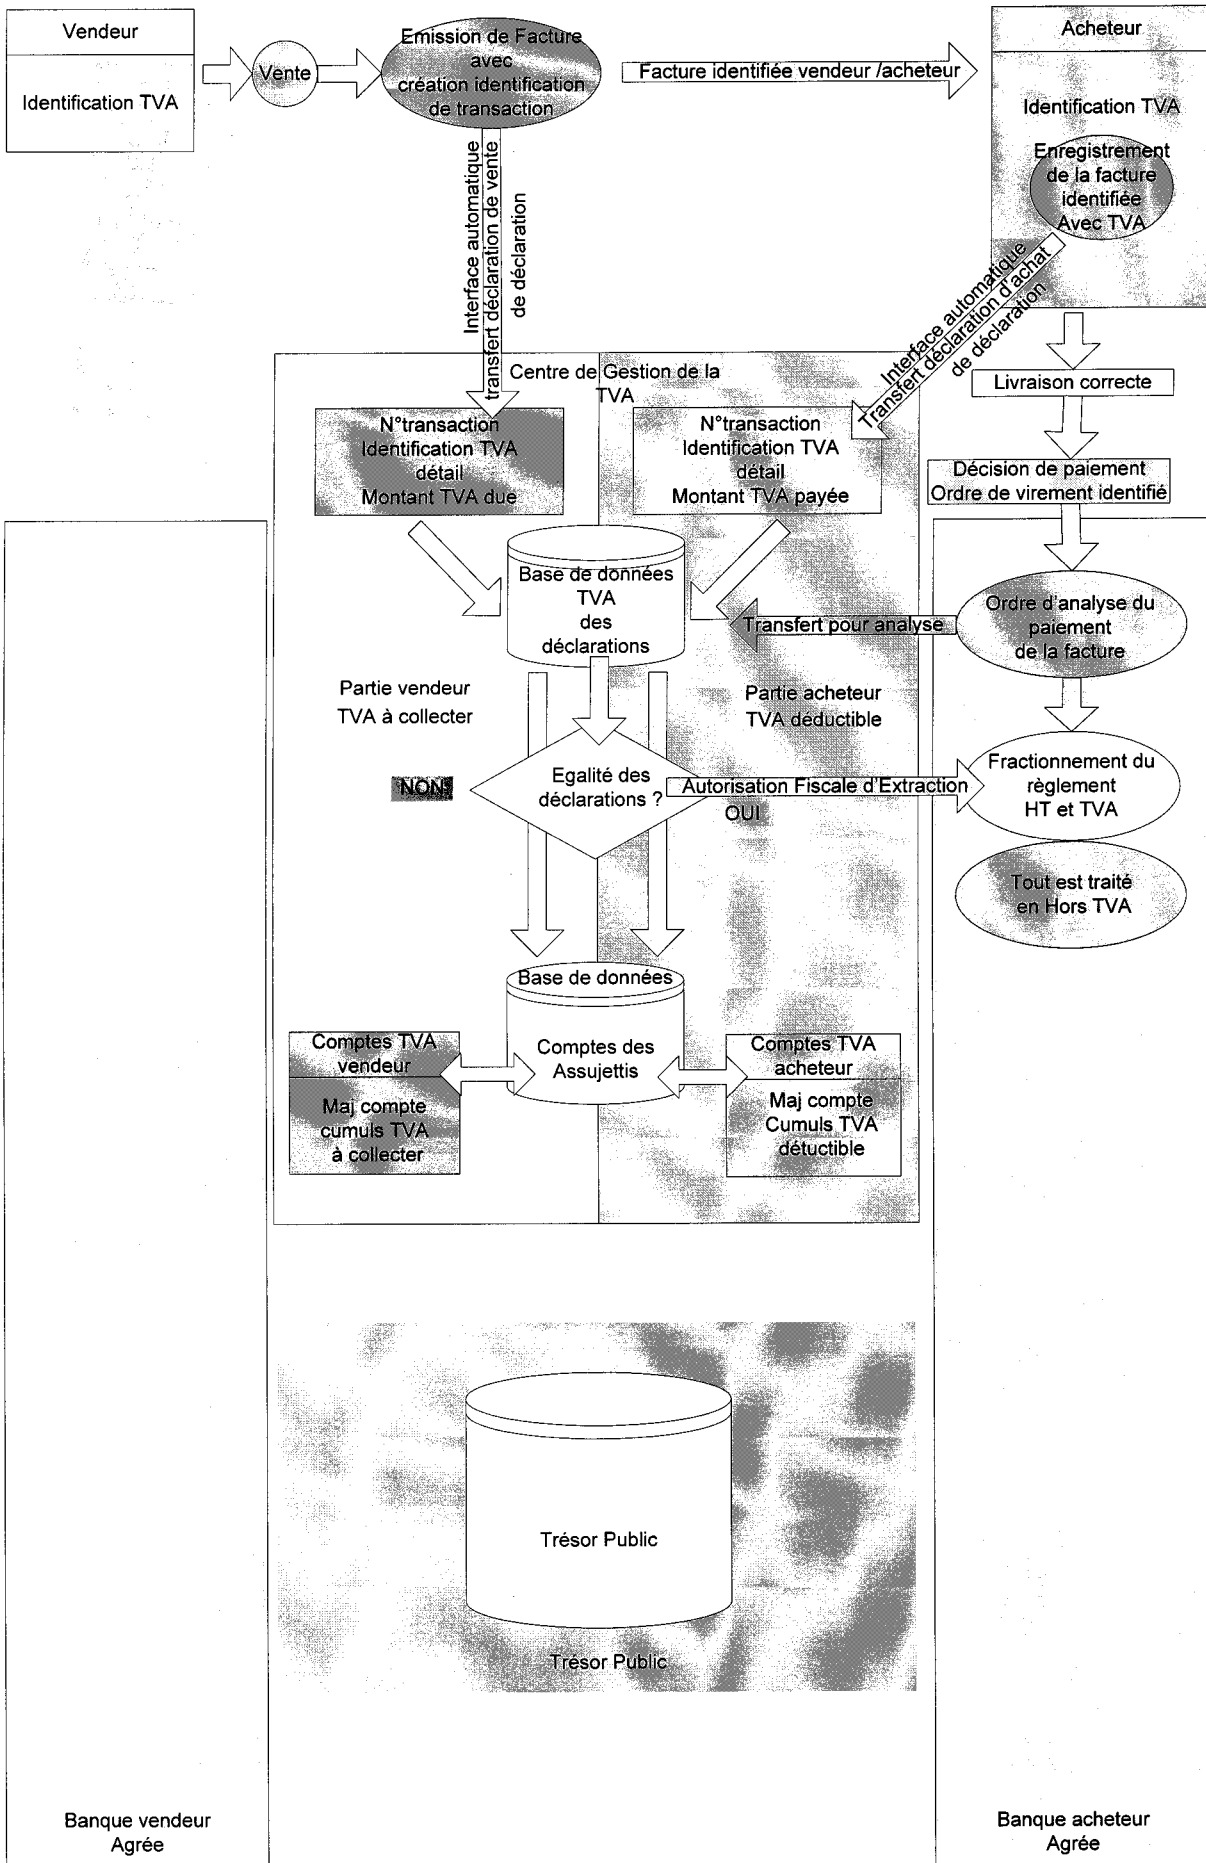 Vendeur
Identification TVA
Vente
Emission de Facture
avec
création identification
de transaction
Facture identifiée vendeur /acheteur
Acheteur
Identification TVA
Enregistrement
de la facture
identifiée
Avec TVA
Interface automatique
transfert déclaration de vente
de déclaration
Interface automatique
Transfert déclaration d'achat
de déclaration
Livraison correcte
Décision de paiement
Ordre de virement identifié
Centre de Gestion de la
TVA
N°transaction
Identification TVA
détail
Montant TVA due
N°transaction
Identification TVA
détail
Montant TVA payée
Base de données
TVA
des
déclarations
Transfert pour analyse
Ordre d'analyse du
paiement
de la facture
Partie vendeur
TVA à collecter
Partie acheteur
TVA déductible
NON
Egalité des
déclarations ?
Autorisation Fiscale d'Extraction
OUI
Fractionnement du
règlement
HT et TVA
Tout est traité
en Hors TVA
Base de données
Comptes des
Assujettis
Comptes TVA
vendeur
Maj compte
cumuls TVA
à collecter
Comptes TVA
acheteur
Maj compte
Cumuls TVA
détuctible
Trésor Public
Trésor Public
Banque vendeur
Agrée
Banque acheteur
Agrée